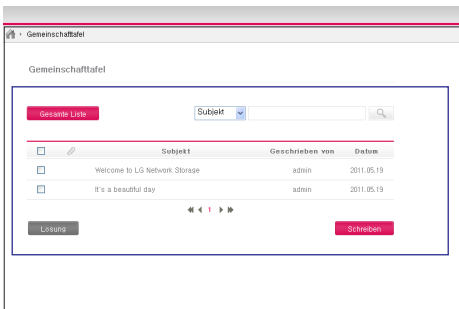 Gemeinschafttafel
Gemeinschafttafel
Gesamte Liste Subjekt
Subjekt Geschrieben von Datum
Welcome to LG Network Storage admin 2011.05.19
It's a beautiful day admin 2011.05.19
1
Losung Schreiben